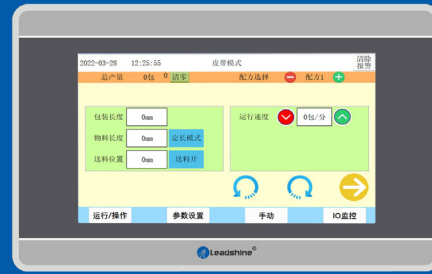 2022-03-28 12:25:55 皮带模式 清除
报警
总产量 0包 0 清零 配方选择 配方1
包装长度 0mm 运行速度 0包/分
物料长度 0mm 定长模式
送料位置 0mm 送料开
运行/操作 参数设置 手动 IO监控
Leadshine®